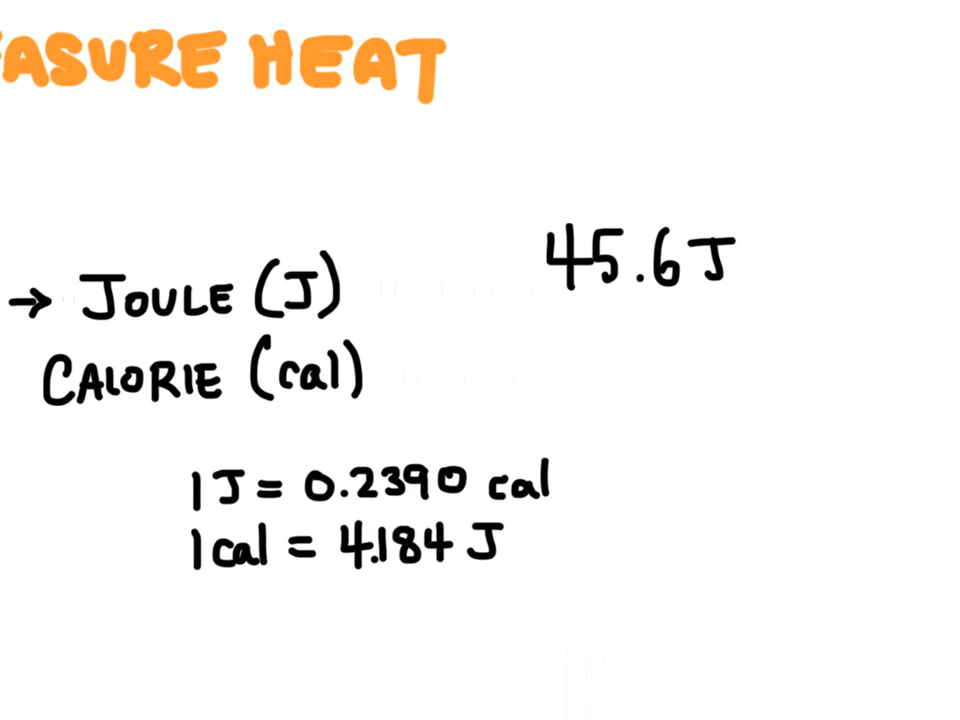 EASURE HEAT
45.6 J
→ JOULE (J)
CALORIE (cal)
1 J = 0.2390 cal
1 cal = 4.184 J